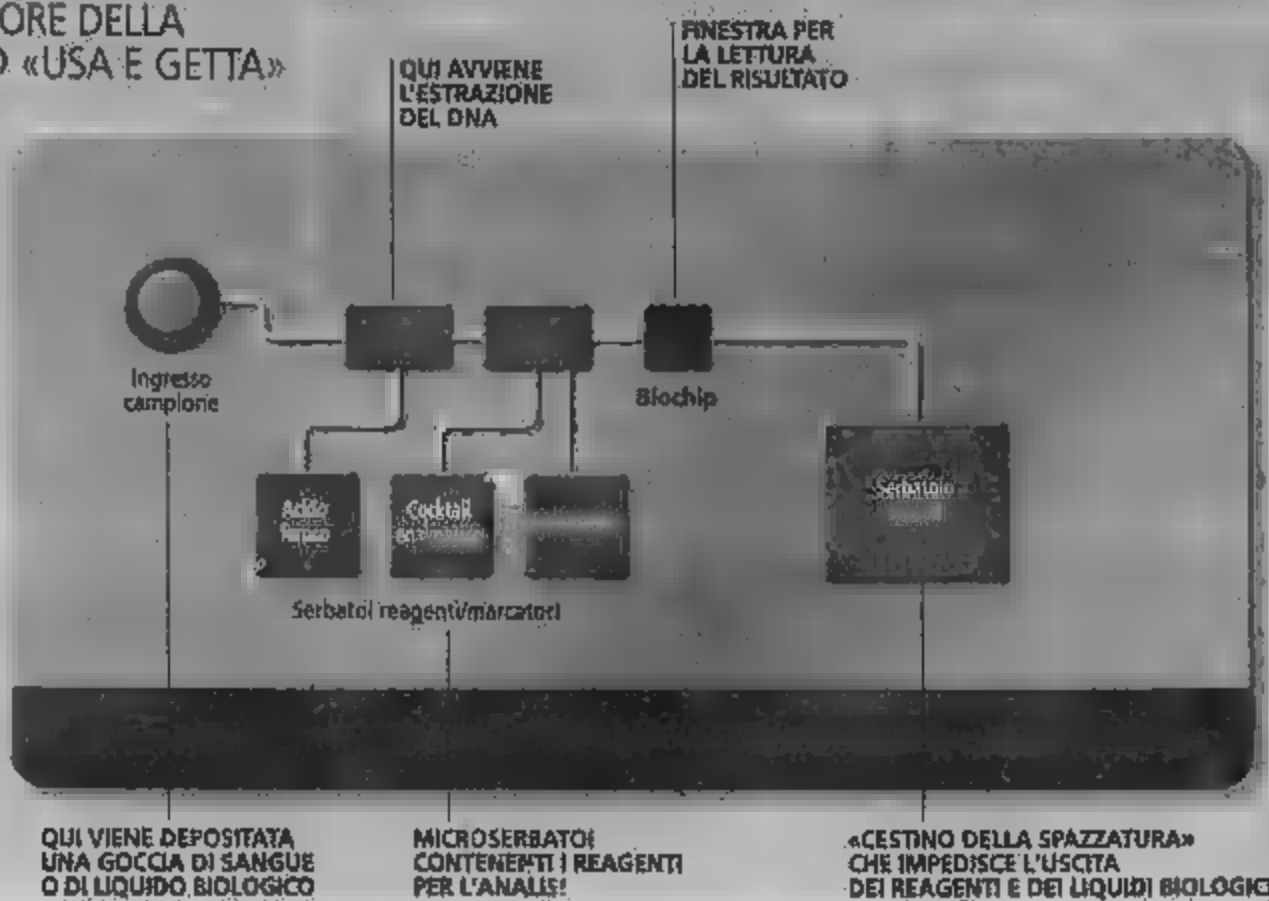 ORE DELLA
«USA E GETTA»
QUI AVVIENE
L'ESTRAZIONE
DEL DNA
FINESTRA PER
LA LETTURA
DEL RISULTATO
Ingresso
campione
Biochip
Cocktail
Serbatoio
Serbatoi reagenti/marcatori
QUI VIENE DEPOSITATA
UNA GOCCIA DI SANGUE
O DI LIQUIDO BIOLOGICO
MICROSERBATOI
CONTENENTI I REAGENTI
PER L'ANALISI
«CESTINO DELLA SPAZZATURA»
CHE IMPEDISCE L'USCITA
DEI REAGENTI E DEI LIQUIDI BIOLOGICI